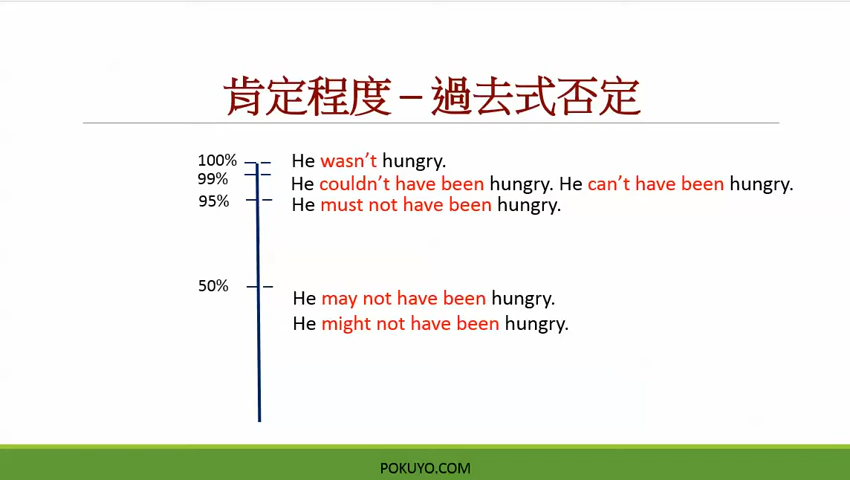 肯定程度 – 過去式否定
100% He wasn't hungry.
99% He couldn't have been hungry. He can't have been hungry.
95% He must not have been hungry.
50% He may not have been hungry.
He might not have been hungry.
POKUYO.COM